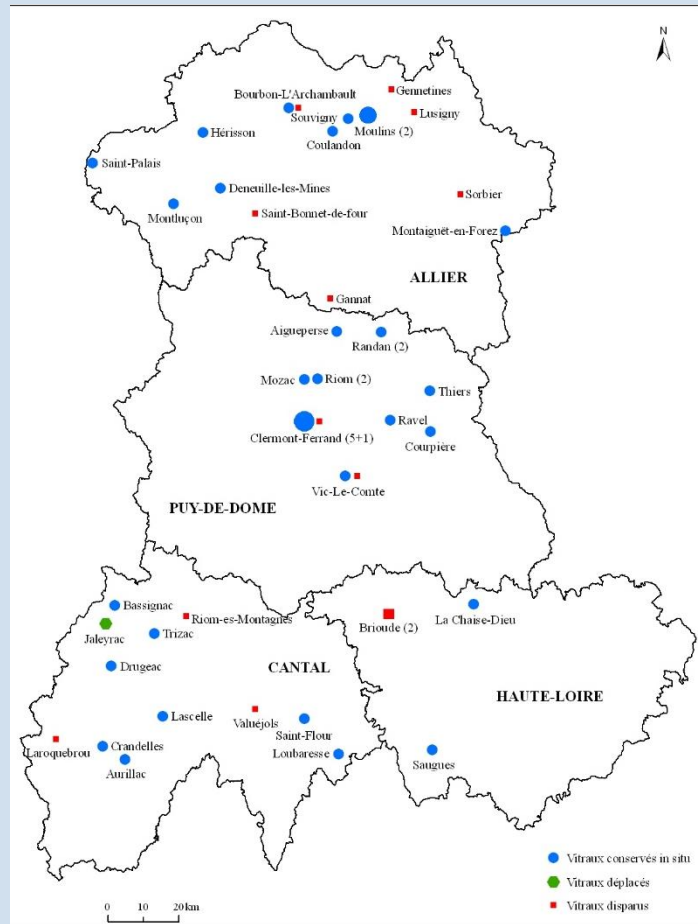 N
Gennetines
Bourbon-L'Archambault
Lusigny
Souvigny
Moulins (2)
Hérisson
Coulandon
Saint-Palais
Deneuille-les-Mines
Sorbier
Montluçon
Saint-Bonnet-de-four
Montaiguët-en-Forez
ALLIER
Gannat
Aigueperse
Randan (2)
Mozac
Riom (2)
Thiers
Ravel
Clermont-Ferrand (5+1)
Courpière
Vic-Le-Comte
PUY-DE-DOME
Bassignac
Riom-es-Montagnes
La Chaise-Dieu
Jaleyrac
Trizac
Brioude (2)
Drugeac
CANTAL
HAUTE-LOIRE
Lascelle
Valuéjols
Saint-Flour
Laroquebrou
Crandelles
Loubaresse
Saugues
Aurillac
Vitraux conservés in situ
Vitraux déplacés
Vitraux disparus
0 10 20 km